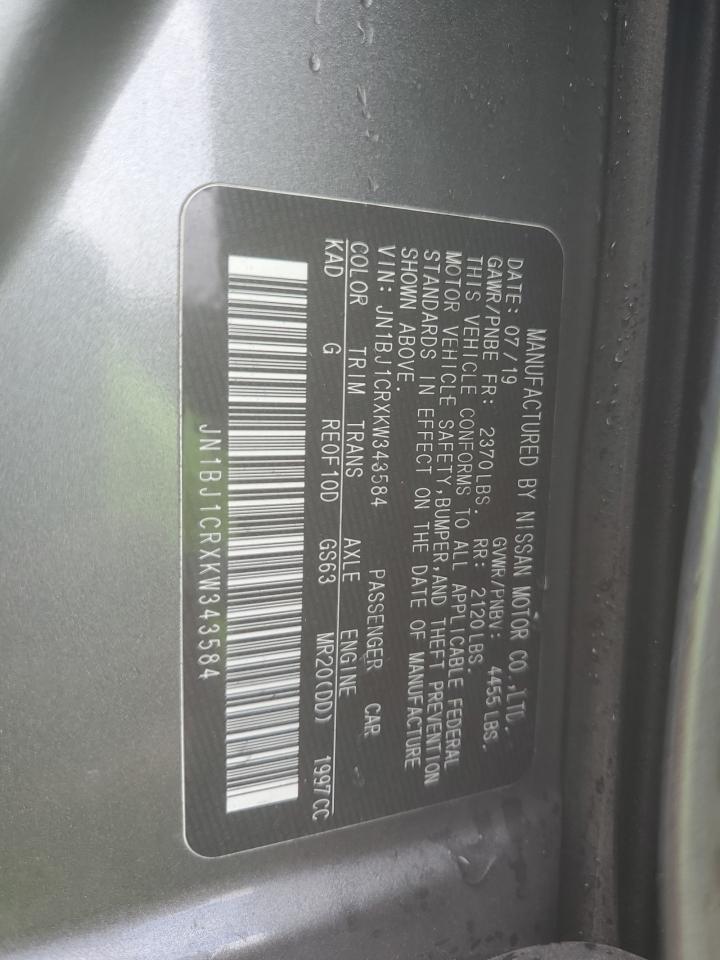 MANUFACTURED BY NISSAN MOTOR CO.,LTD.
DATE: 07/19 GVWR/PNBV: 4455 LBS.
GAWR/PNBE FR: 2370LBS. RR: 2120LBS.
THIS VEHICLE CONFORMS TO ALL APPLICABLE FEDERAL
MOTOR VEHICLE SAFETY,BUMPER,AND THEFT PREVENTION
STANDARDS IN EFFECT ON THE DATE OF MANUFACTURE
SHOWN ABOVE.
VIN: JN1BJ1CRXKW343584 PASSENGER CAR
COLOR TRIM TRANS AXLE ENGINE
KAD G RE0F10D GS63 MR20(DD) 1997CC
JN1BJ1CRXKW343584